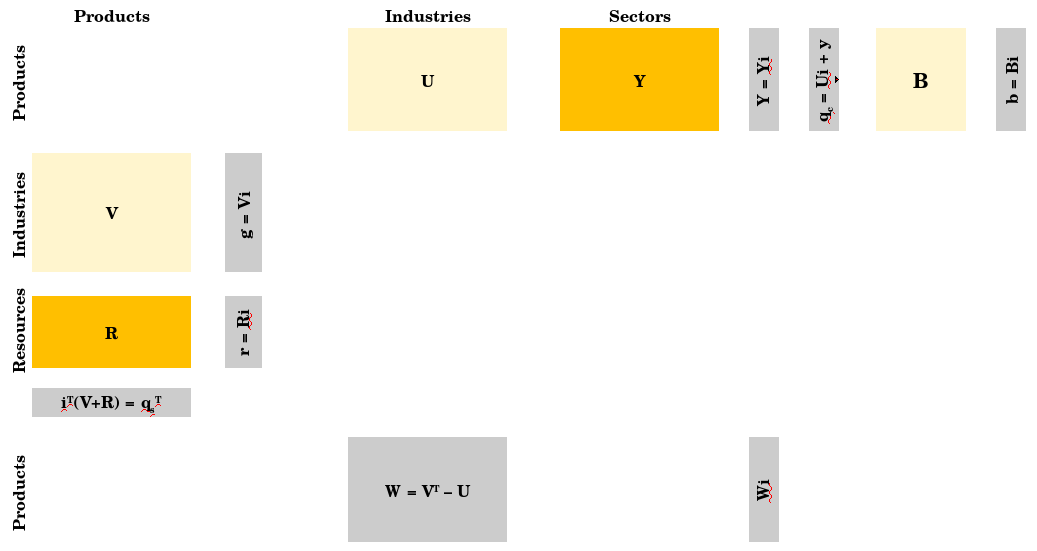 Products
Industries
Sectors
Products
U
Y
Y = Yi
q_c = Ui + y
B
b = Bi
Industries
V
g = Vi
Resources
R
r = Ri
i^T(V+R) = q_s^T
Products
W = V^T – U
Wi